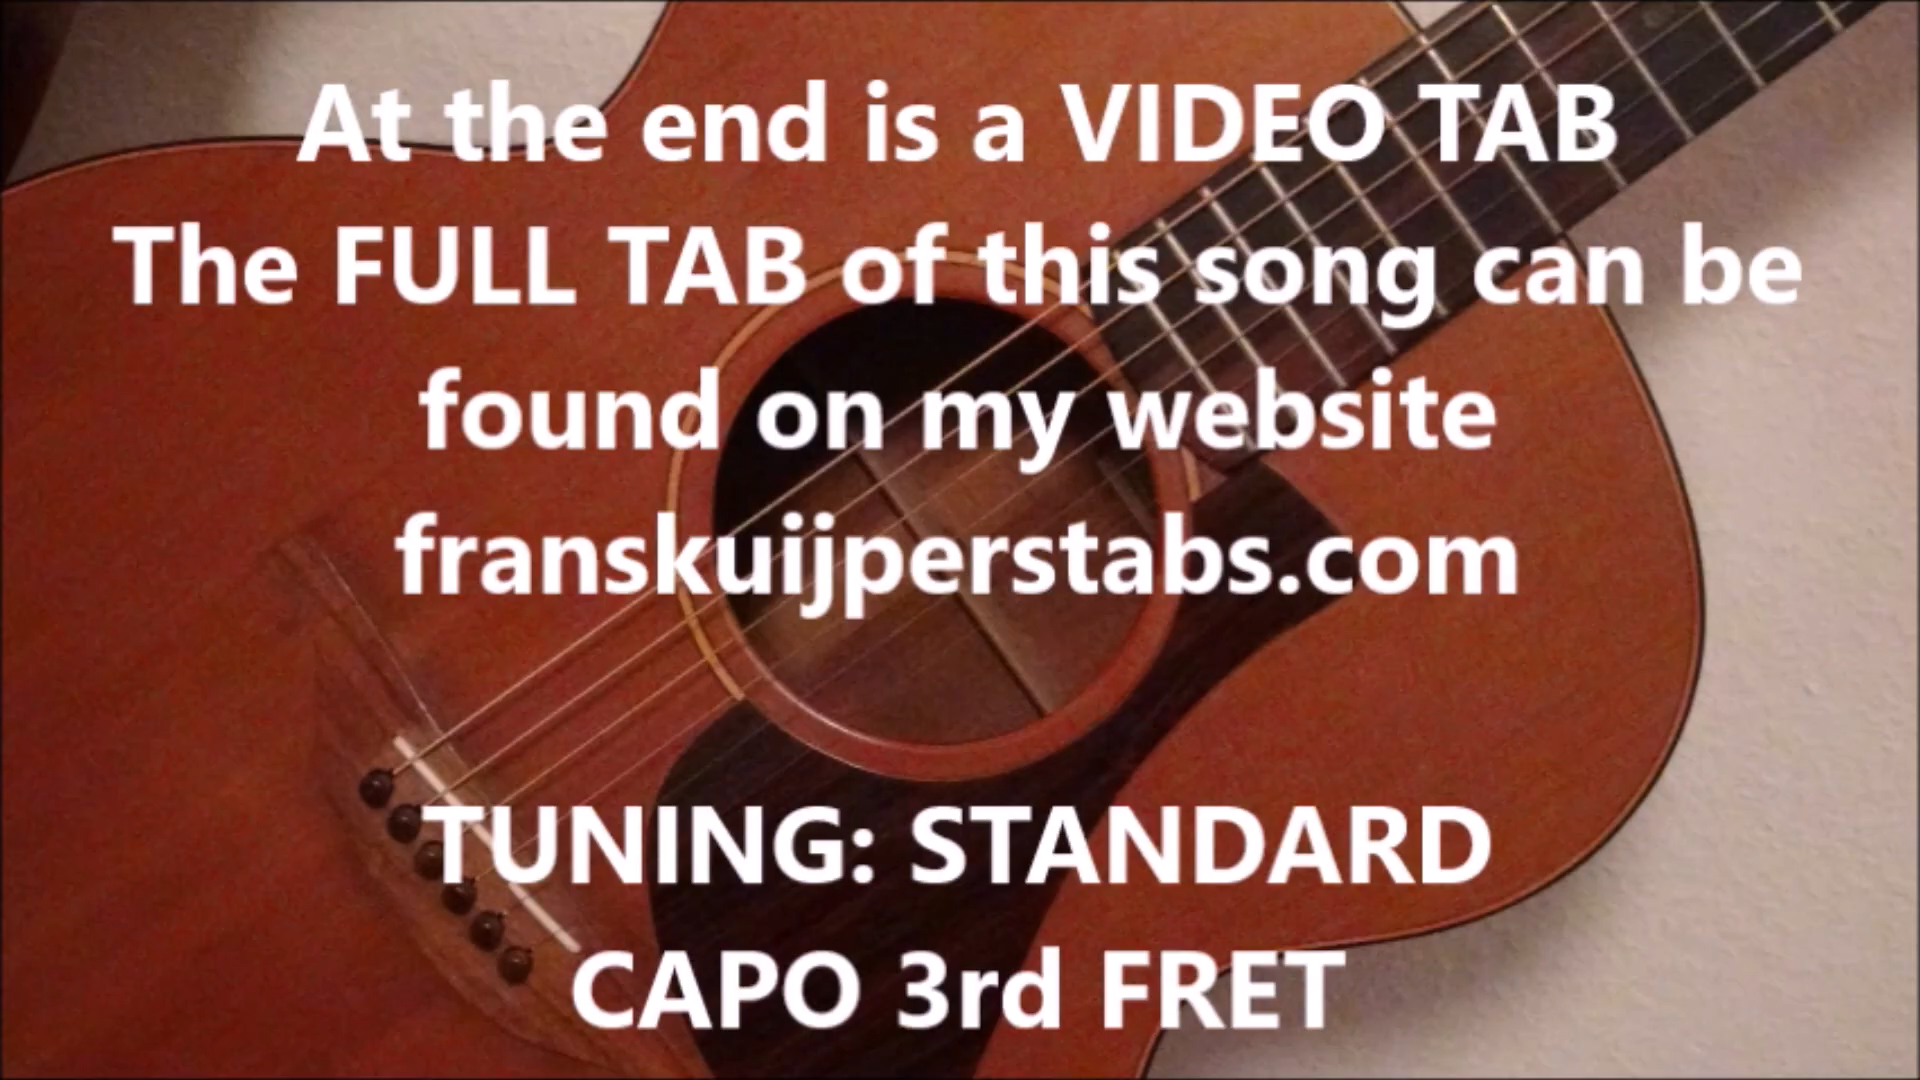 At the end is a VIDEO TAB
The FULL TAB of this song can be
found on my website
franskuijperstabs.com
TUNING: STANDARD
CAPO 3rd FRET